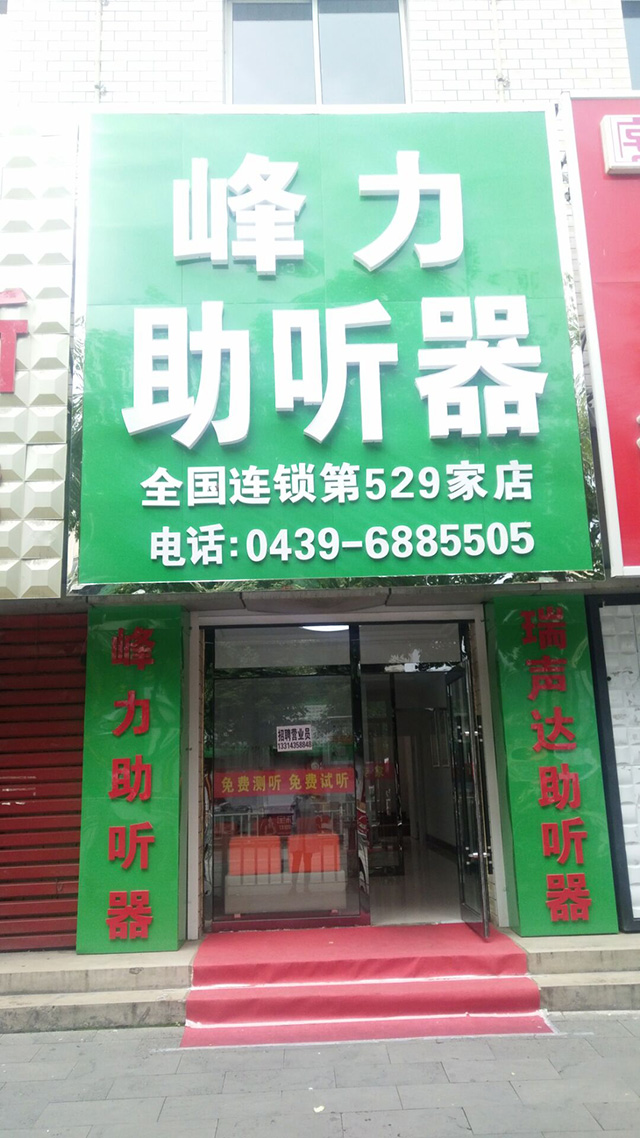 峰力
助听器
全国连锁第529家店
电话:0439-6885505
峰力助听器
瑞声达助听器
招聘营业员
13314358848
免费测听 免费试听